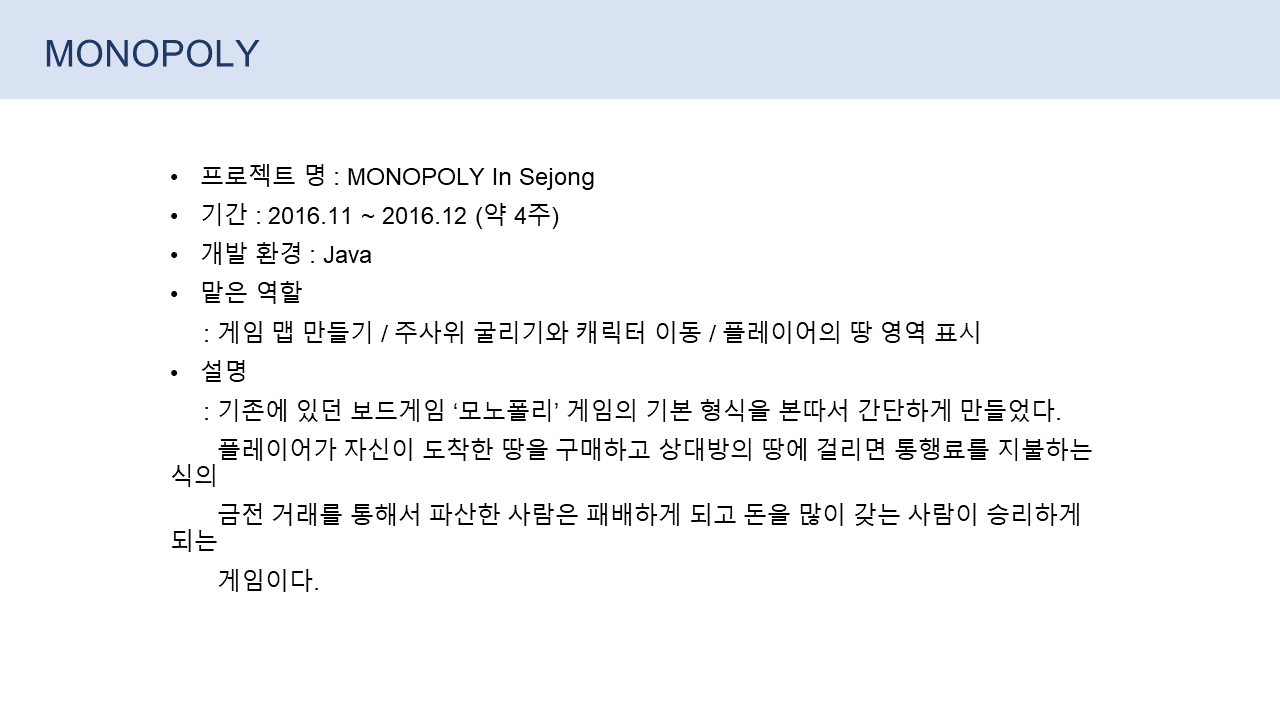 MONOPOLY
• 프로젝트 명 : MONOPOLY In Sejong
• 기간 : 2016.11 ~ 2016.12 (약 4주)
• 개발 환경 : Java
• 맡은 역할
: 게임 맵 만들기 / 주사위 굴리기와 캐릭터 이동 / 플레이어의 땅 영역 표시
• 설명
: 기존에 있던 보드게임 ‘모노폴리’ 게임의 기본 형식을 본따서 간단하게 만들었다.
플레이어가 자신이 도착한 땅을 구매하고 상대방의 땅에 걸리면 통행료를 지불하는
식의
금전 거래를 통해서 파산한 사람은 패배하게 되고 돈을 많이 갖는 사람이 승리하게
되는
게임이다.